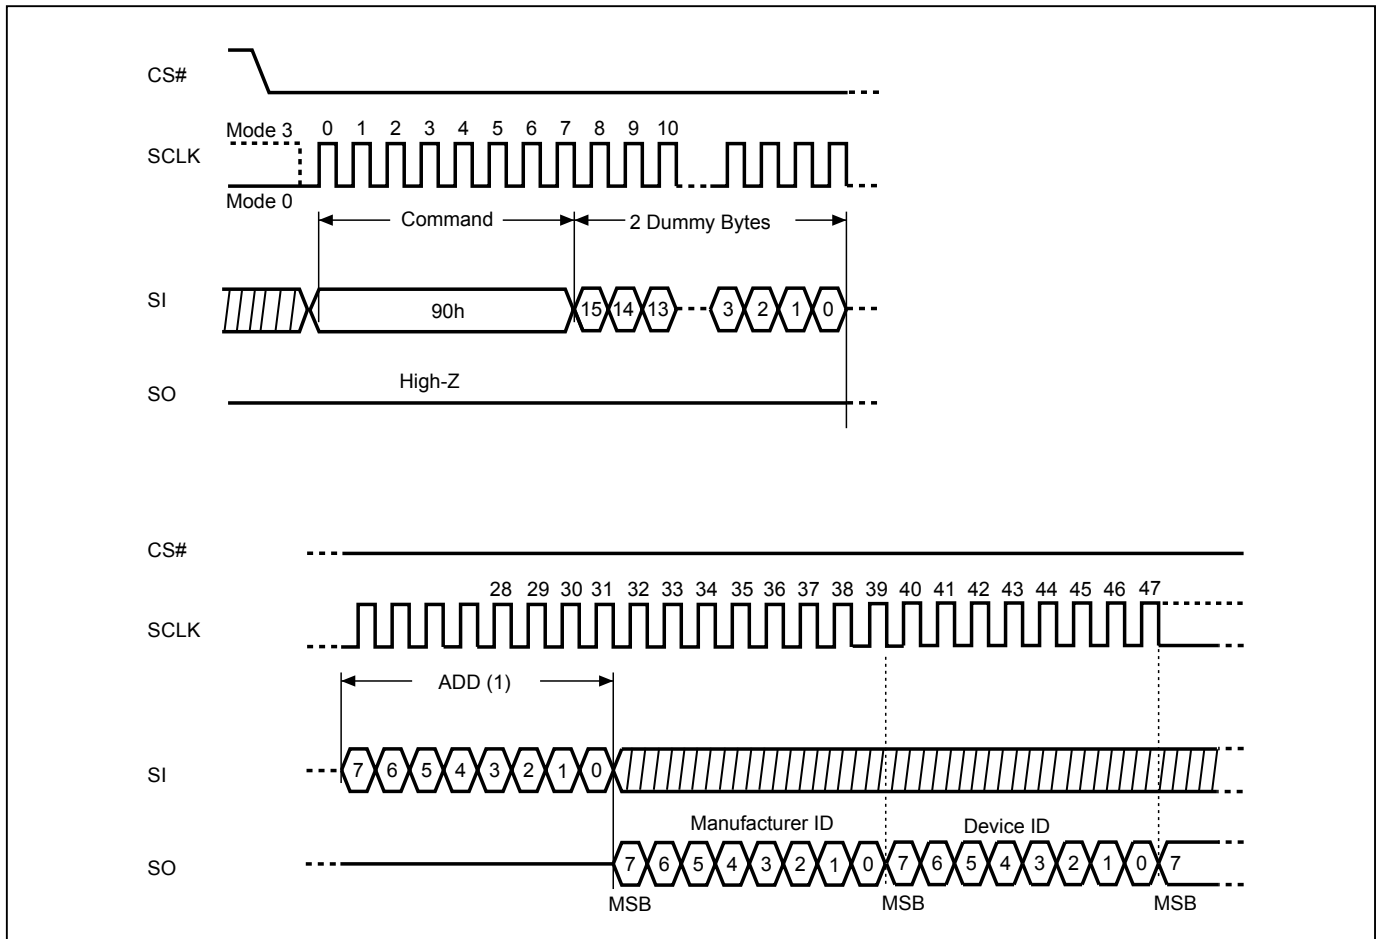 CS#
Mode 3 0 1 2 3 4 5 6 7 8 9 10
SCLK
Mode 0
Command 2 Dummy Bytes
SI 90h 15 14 13 3 2 1 0
High-Z
SO
CS#
28 29 30 31 32 33 34 35 36 37 38 39 40 41 42 43 44 45 46 47
SCLK
ADD (1)
SI 7 6 5 4 3 2 1 0
Manufacturer ID Device ID
SO 7 6 5 4 3 2 1 0 7 6 5 4 3 2 1 0 7
MSB MSB MSB